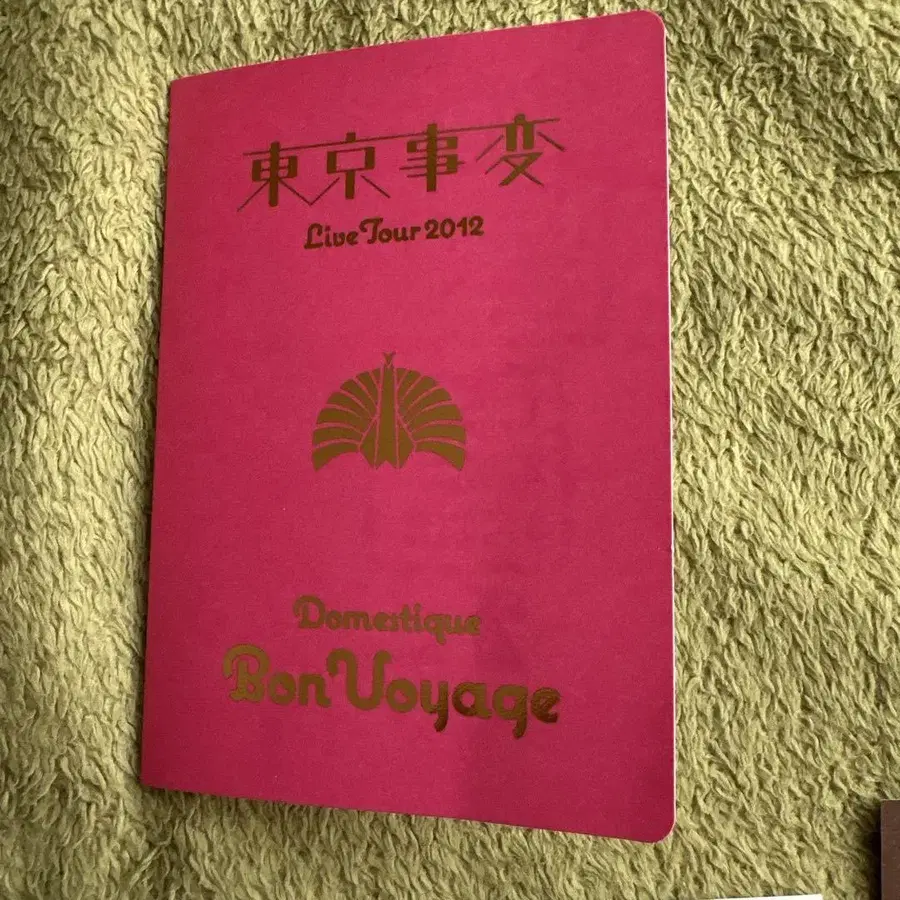 東京事変
Live Tour 2012
Domestique
Bon Voyage